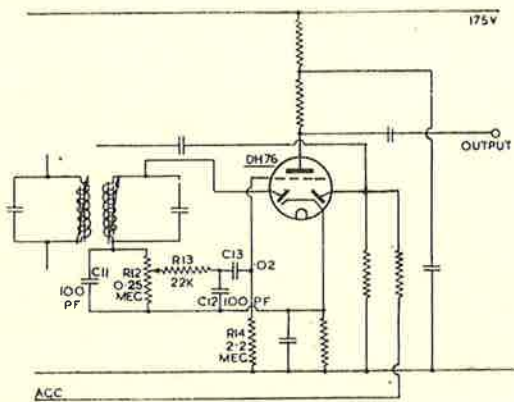 175V
OUTPUT
DH76
C11
100
PF
R12
0.25
MEG
R13
22K
C13
02
C12 100 PF
R14
2.2
MEG
AGC